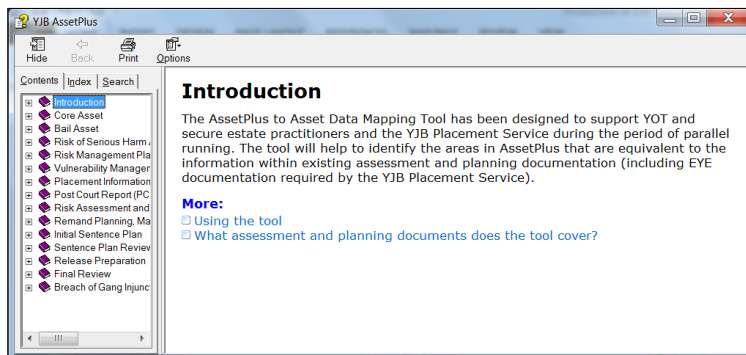 YJB AssetPlus
Hide Back Print Options
Contents Index Search
Introduction
Core Asset
Bail Asset
Risk of Serious Harm
Risk Management Pla
Vulnerability Manager
Placement Information
Post Court Report (PC
Risk Assessment and
Remand Planning, Ma
Initial Sentence Plan
Sentence Plan Review
Release Preparation
Final Review
Breach of Gang Injunc
Introduction
The AssetPlus to Asset Data Mapping Tool has been designed to support YOT and
secure estate practitioners and the YJB Placement Service during the period of parallel
running. The tool will help to identify the areas in AssetPlus that are equivalent to the
information within existing assessment and planning documentation (including EYE
documentation required by the YJB Placement Service).
More:
Using the tool
What assessment and planning documents does the tool cover?